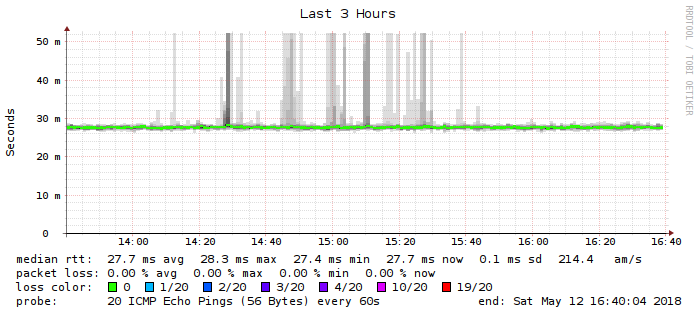 Last 3 Hours
RRDTOOL / TOBI OETIKER
Seconds
50 m
40 m
30 m
20 m
10 m
0
14:00 14:20 14:40 15:00 15:20 15:40 16:00 16:20 16:40
median rtt: 27.7 ms avg 28.3 ms max 27.4 ms min 27.7 ms now 0.1 ms sd 214.4 am/s
packet loss: 0.00 % avg 0.00 % max 0.00 % min 0.00 % now
loss color: 0 1/20 2/20 3/20 4/20 10/20 19/20
probe: 20 ICMP Echo Pings (56 Bytes) every 60s end: Sat May 12 16:40:04 2018